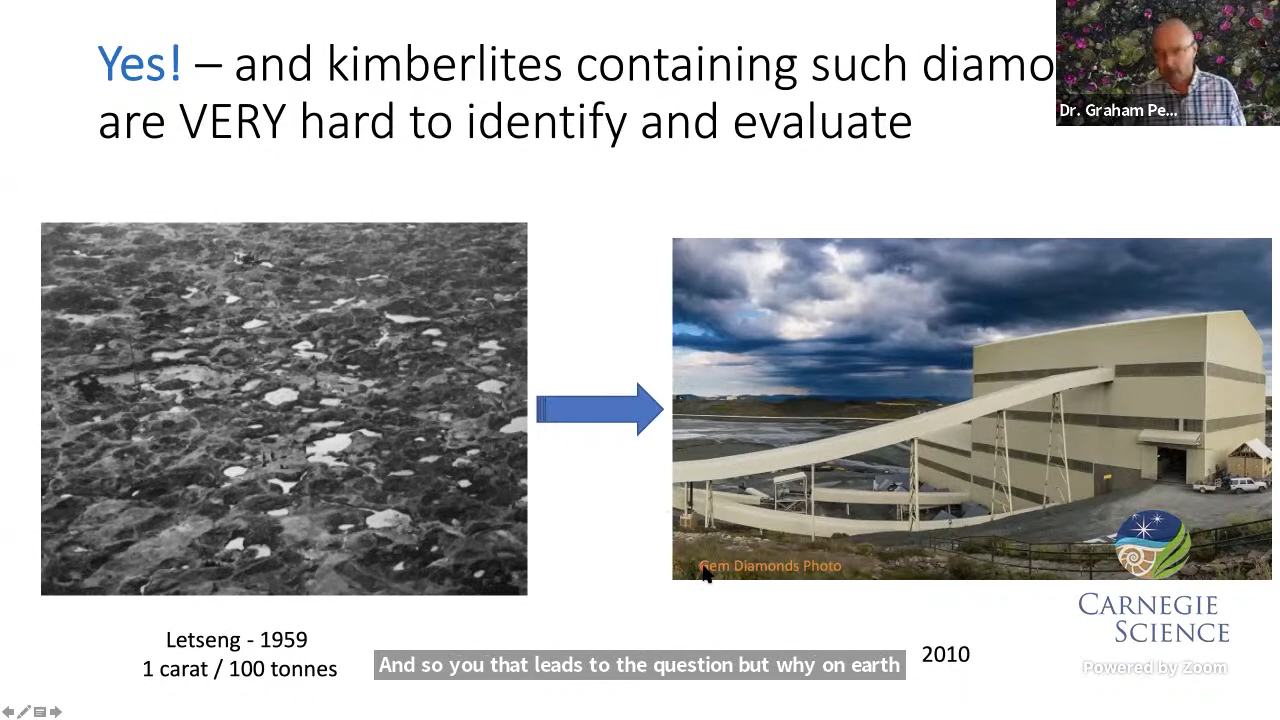 Yes! – and kimberlites containing such diamo
are VERY hard to identify and evaluate
Dr. Graham Pe...
Gem Diamonds Photo
CARNEGIE
SCIENCE
Letseng - 1959
1 carat / 100 tonnes
And so you that leads to the question but why on earth
2010
Powered by Zoom